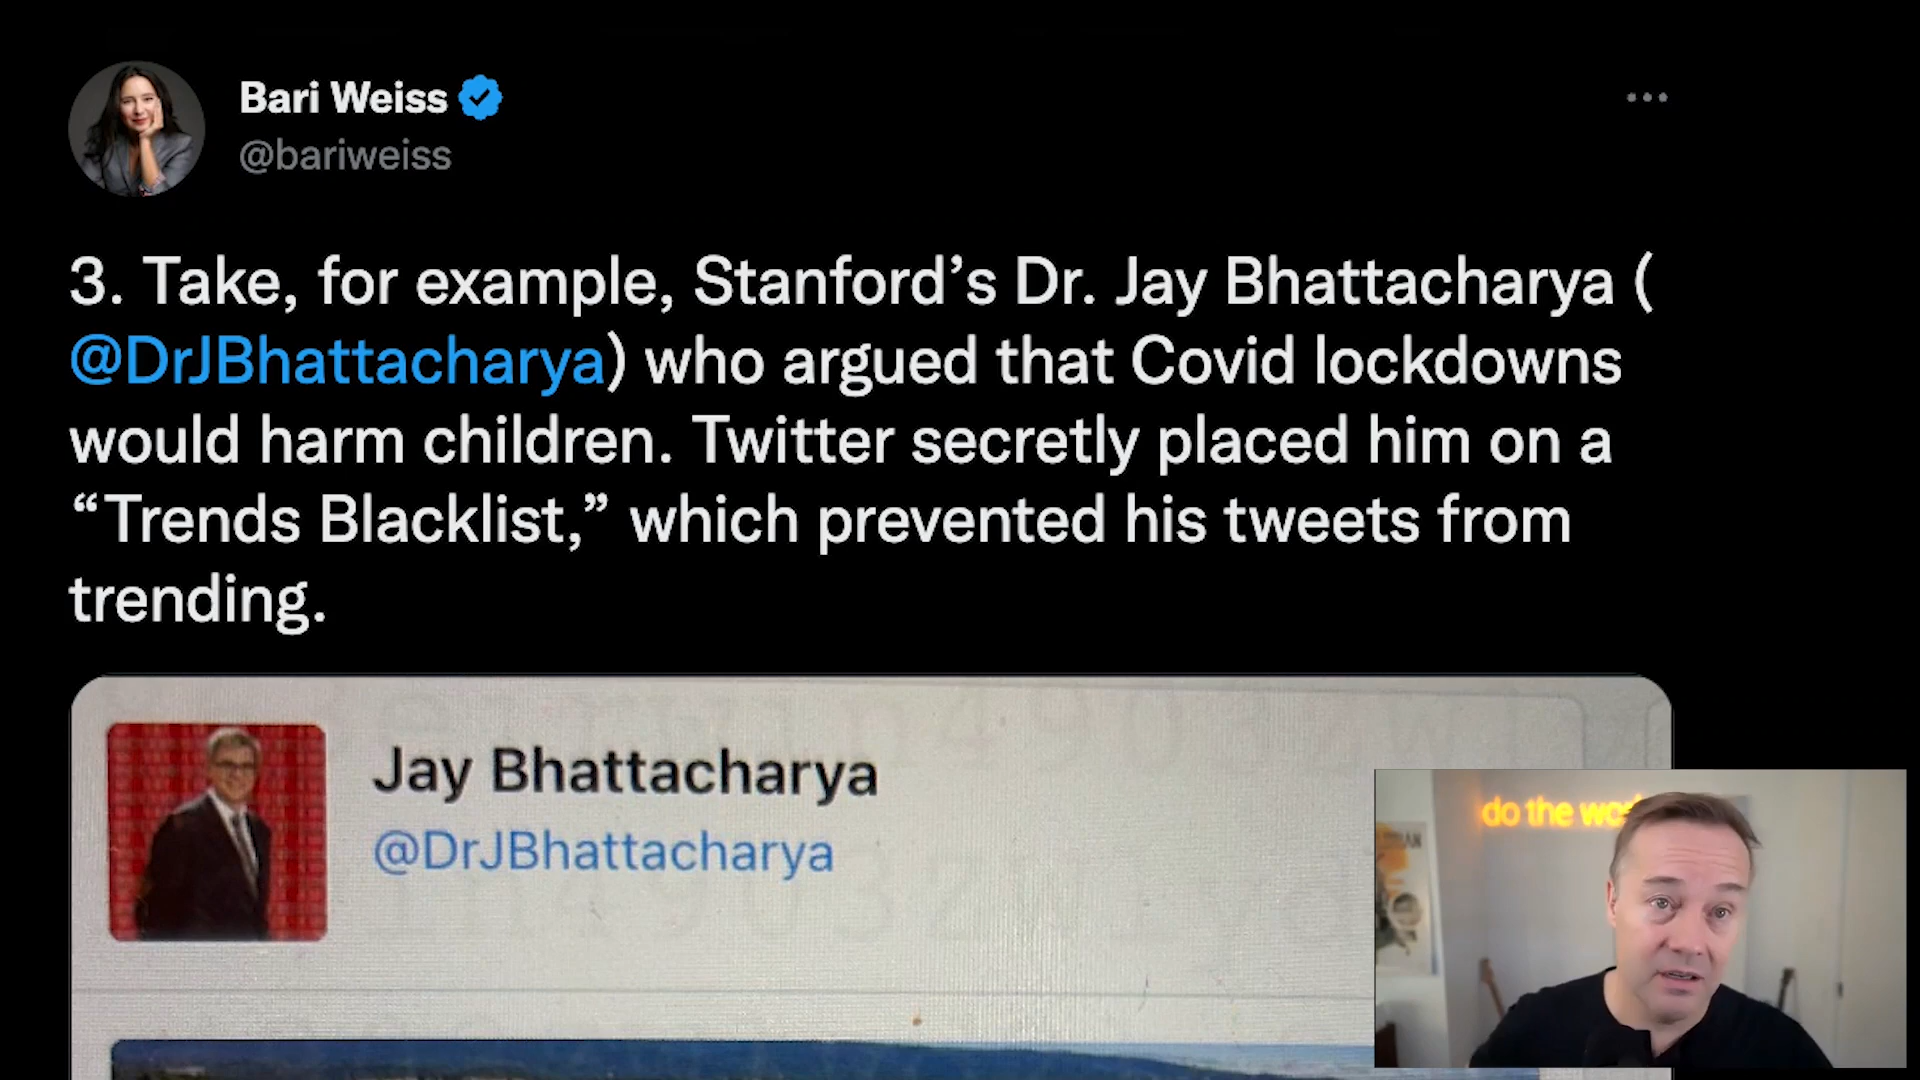 Bari Weiss
@bariweiss
3. Take, for example, Stanford’s Dr. Jay Bhattacharya (
@DrJBhattacharya) who argued that Covid lockdowns
would harm children. Twitter secretly placed him on a
“Trends Blacklist,” which prevented his tweets from
trending.
Jay Bhattacharya
@DrJBhattacharya
do the